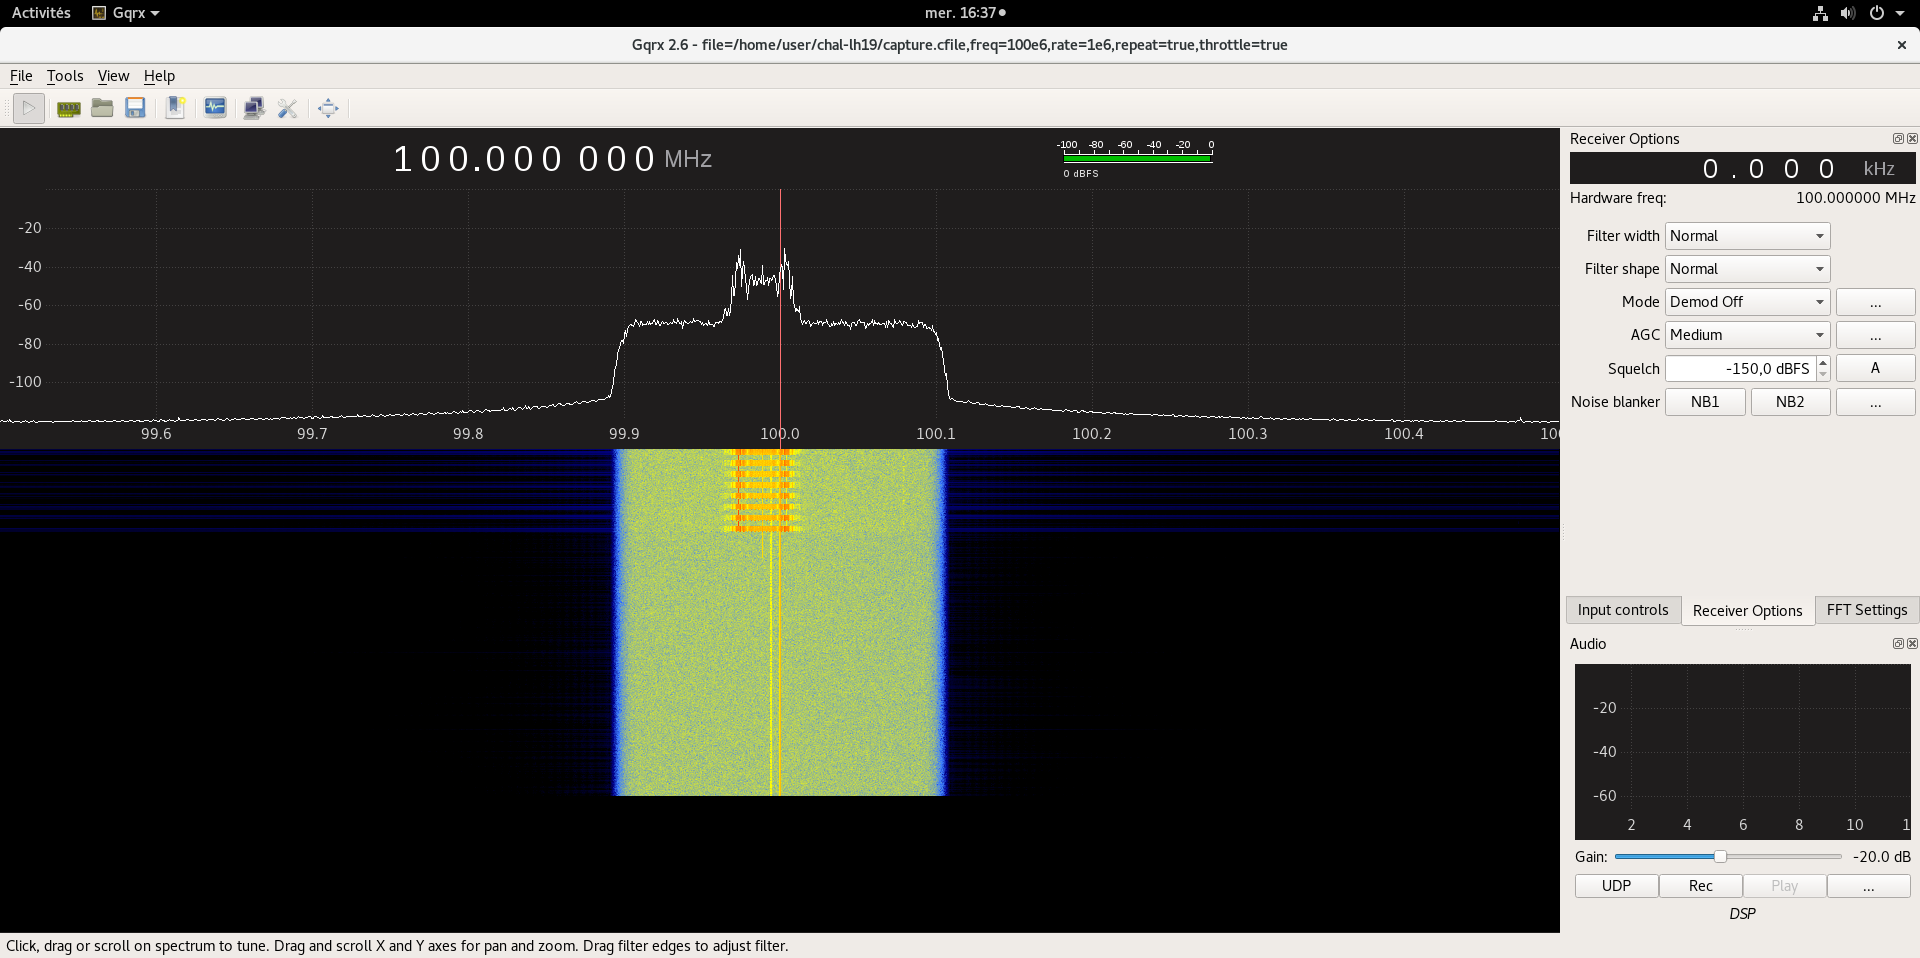 Activités Gqrx mer. 16:37
Gqrx 2.6 - file=/home/user/chal-lh19/capture.cfile,freq=100e6,rate=1e6,repeat=true,throttle=true
File Tools View Help
100.000 000 MHz
-100 -80 -60 -40 -20 0
0 dBFS
-20
-40
-60
-80
-100
99.6 99.7 99.8 99.9 100.0 100.1 100.2 100.3 100.4 100
Receiver Options
0.000 kHz
Hardware freq: 100.000000 MHz
Filter width Normal
Filter shape Normal
Mode Demod Off ...
AGC Medium ...
Squelch -150,0 dBFS A
Noise blanker NB1 NB2 ...
Input controls Receiver Options FFT Settings
Audio
-20
-40
-60
2 4 6 8 10 1
Gain: -20.0 dB
UDP Rec Play ...
DSP
Click, drag or scroll on spectrum to tune. Drag and scroll X and Y axes for pan and zoom. Drag filter edges to adjust filter.